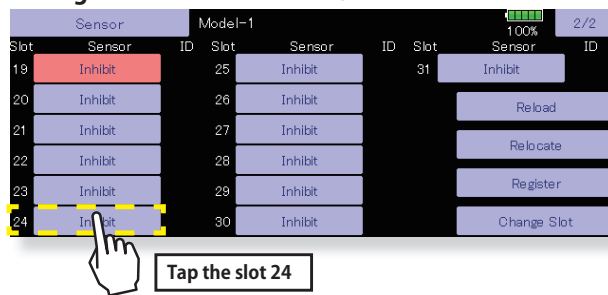 Sensor Model-1 100% 2/2
Slot Sensor ID Slot Sensor ID Slot Sensor ID
19 Inhibit 25 Inhibit 31 Inhibit
20 Inhibit 26 Inhibit Reload
21 Inhibit 27 Inhibit Relocate
22 Inhibit 28 Inhibit
23 Inhibit 29 Inhibit Register
24 Inhibit 30 Inhibit Change Slot
Tap the slot 24